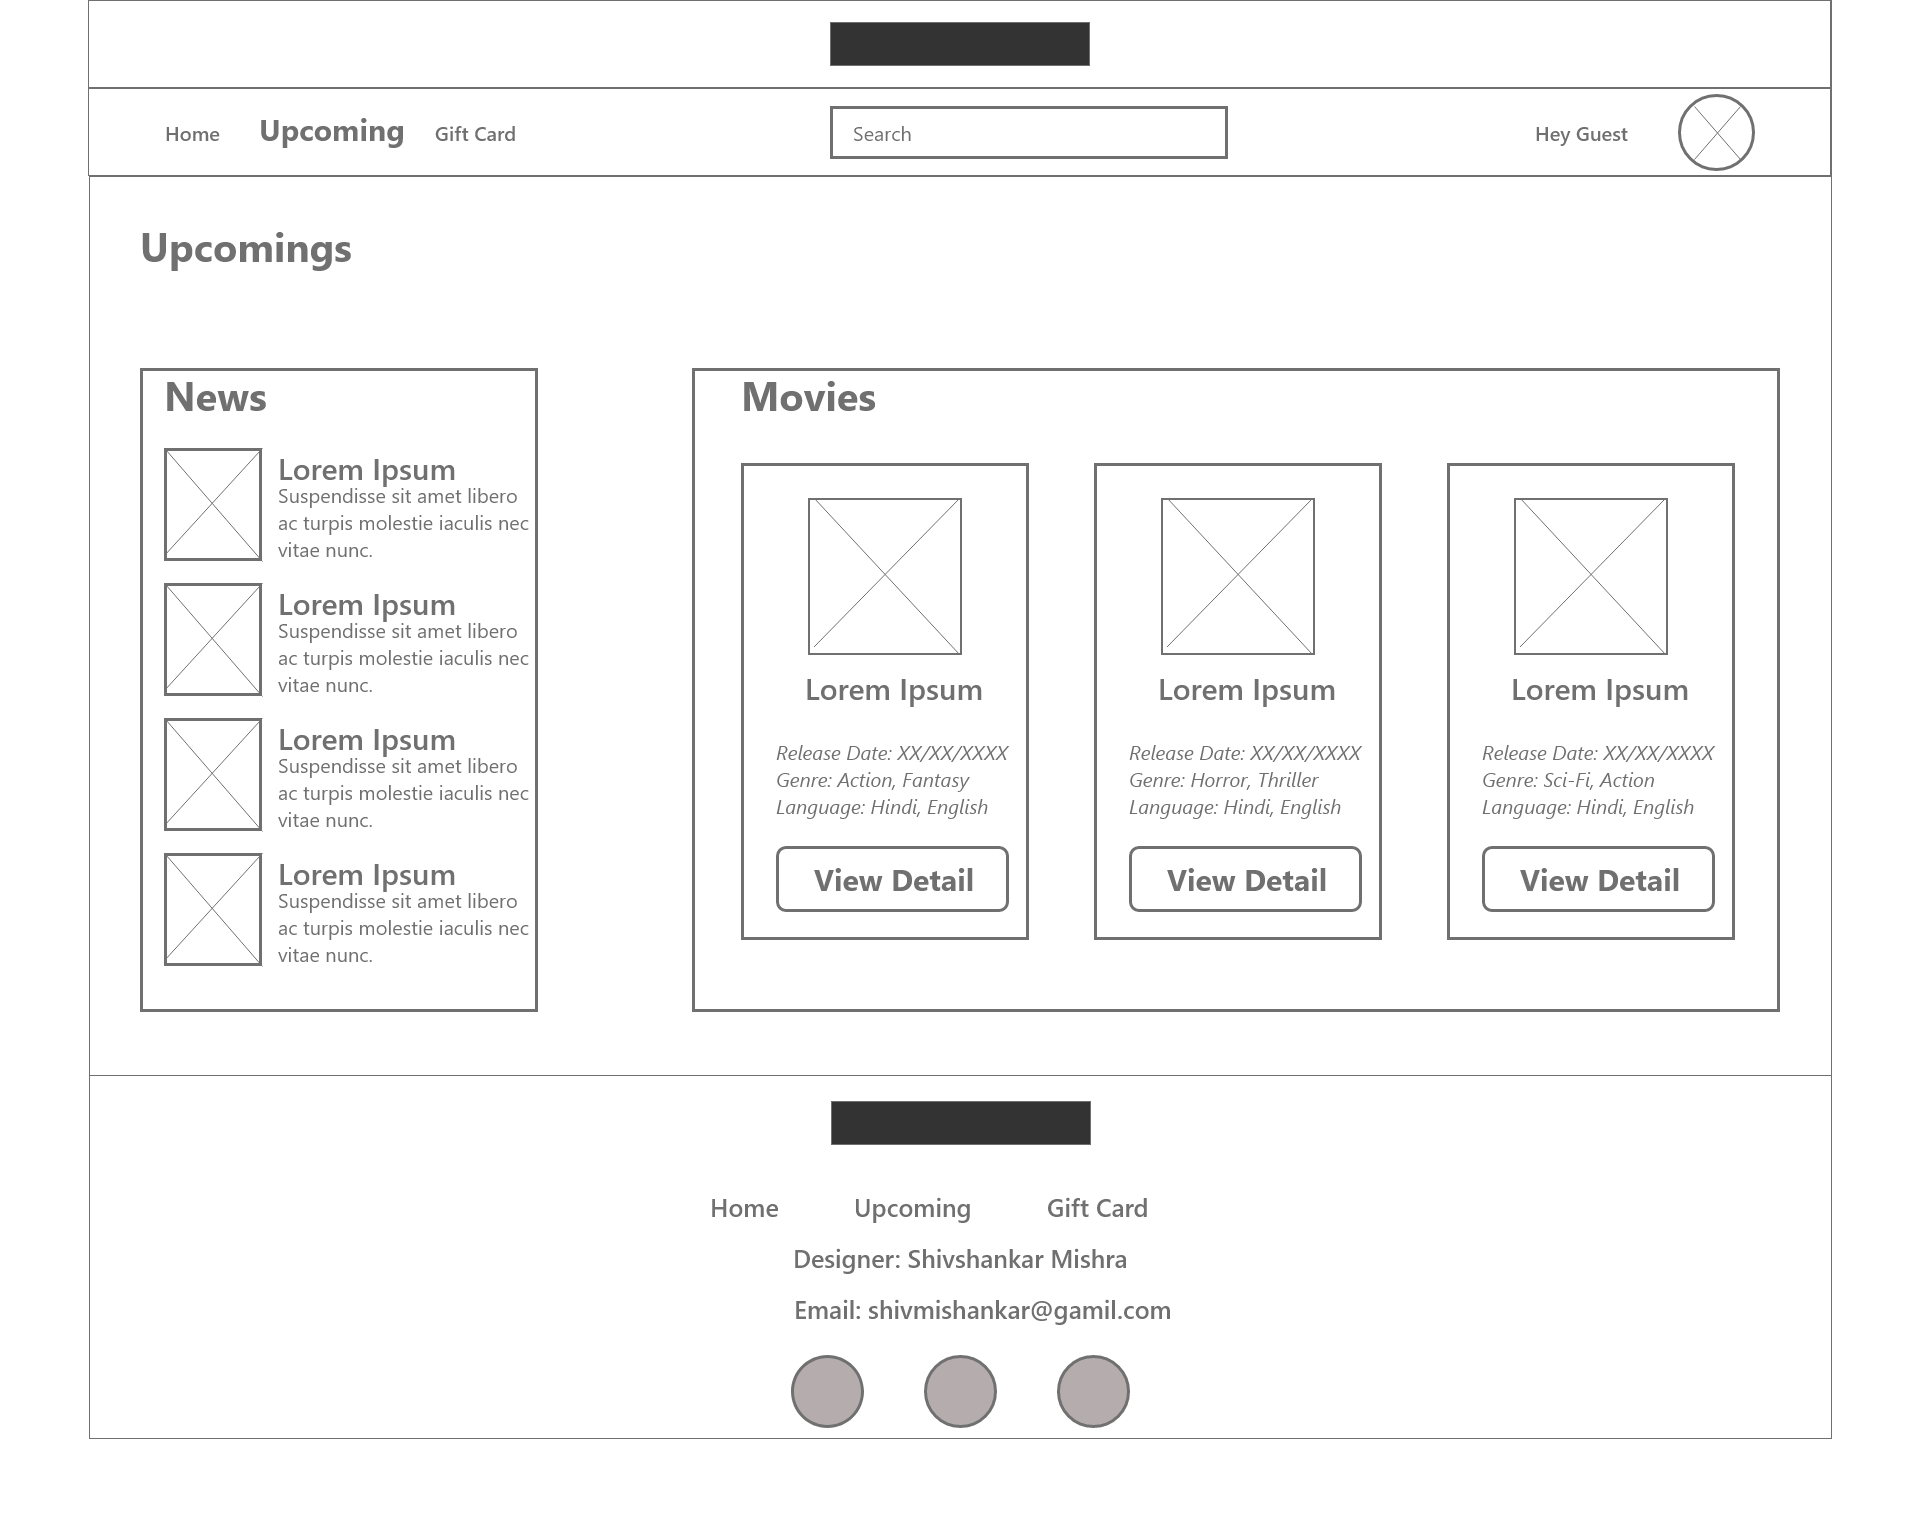 Home Upcoming Gift Card Search Hey Guest
Upcomings
News
Lorem Ipsum
Suspendisse sit amet libero
ac turpis molestie iaculis nec
vitae nunc.
Lorem Ipsum
Suspendisse sit amet libero
ac turpis molestie iaculis nec
vitae nunc.
Lorem Ipsum
Suspendisse sit amet libero
ac turpis molestie iaculis nec
vitae nunc.
Lorem Ipsum
Suspendisse sit amet libero
ac turpis molestie iaculis nec
vitae nunc.
Movies
Lorem Ipsum
Release Date: XX/XX/XXXX
Genre: Action, Fantasy
Language: Hindi, English
View Detail
Lorem Ipsum
Release Date: XX/XX/XXXX
Genre: Horror, Thriller
Language: Hindi, English
View Detail
Lorem Ipsum
Release Date: XX/XX/XXXX
Genre: Sci-Fi, Action
Language: Hindi, English
View Detail
Home Upcoming Gift Card
Designer: Shivshankar Mishra
Email: shivmishankar@gamil.com